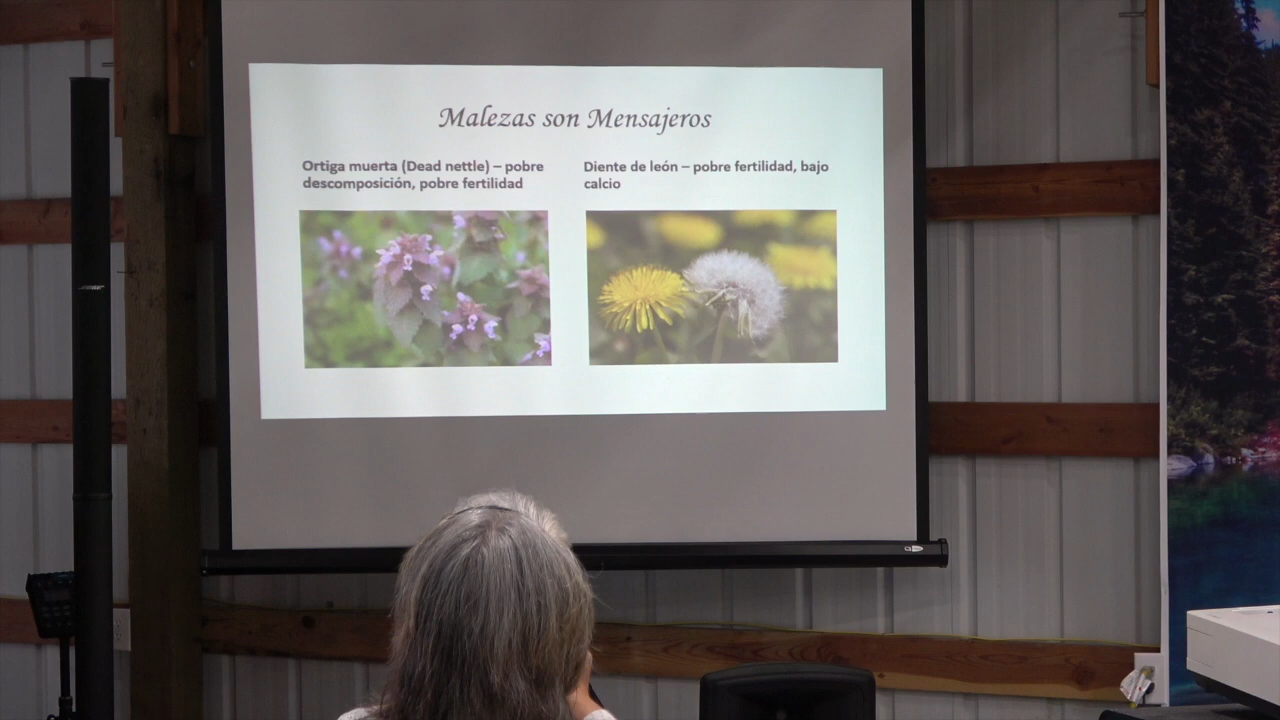 Malezas son Mensajeros
Ortiga muerta (Dead nettle) – pobre
descomposición, pobre fertilidad
Diente de león – pobre fertilidad, bajo
calcio